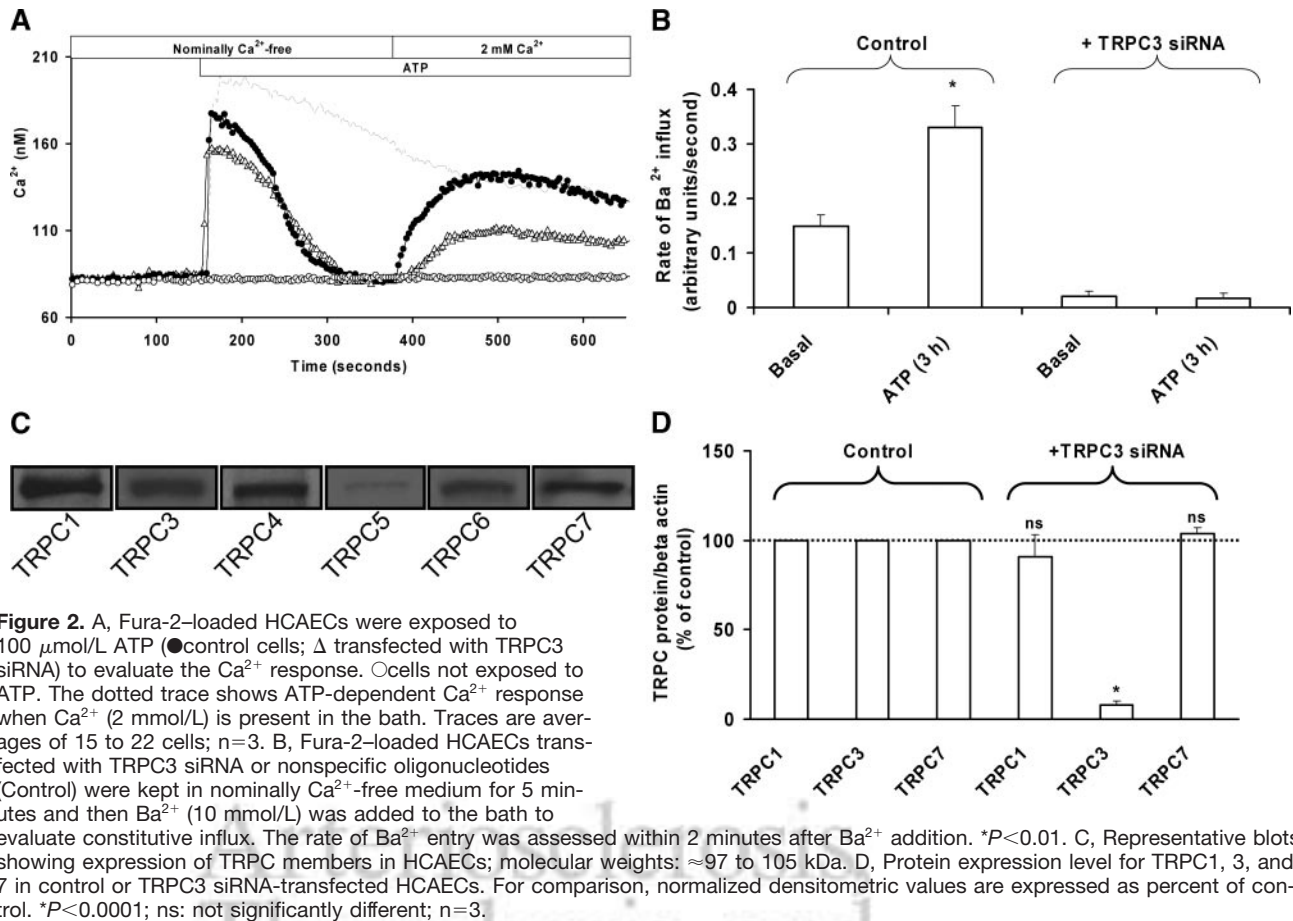 A
Nominally Ca²⁺-free
2 mM Ca²⁺
ATP
210
160
110
60
Ca²⁺ (nM)
0
100
200
300
400
500
600
Time (seconds)
B
Control
+ TRPC3 siRNA
*
0.4
0.3
0.2
0.1
0
Rate of Ba ²⁺ influx
(arbitrary units/second)
Basal
ATP (3 h)
Basal
ATP (3 h)
C
TRPC1
TRPC3
TRPC4
TRPC5
TRPC6
TRPC7
D
Control
+TRPC3 siRNA
150
100
50
0
TRPC protein/beta actin
(% of control)
ns
*
ns
TRPC1
TRPC3
TRPC7
TRPC1
TRPC3
TRPC7
Figure 2. A, Fura-2–loaded HCAECs were exposed to
100 μmol/L ATP (●control cells; Δ transfected with TRPC3
siRNA) to evaluate the Ca²⁺ response. ○cells not exposed to
ATP. The dotted trace shows ATP-dependent Ca²⁺ response
when Ca²⁺ (2 mmol/L) is present in the bath. Traces are aver-
ages of 15 to 22 cells; n=3. B, Fura-2–loaded HCAECs trans-
fected with TRPC3 siRNA or nonspecific oligonucleotides
(Control) were kept in nominally Ca²⁺-free medium for 5 min-
utes and then Ba²⁺ (10 mmol/L) was added to the bath to
evaluate constitutive influx. The rate of Ba²⁺ entry was assessed within 2 minutes after Ba²⁺ addition. *P<0.01. C, Representative blots
showing expression of TRPC members in HCAECs; molecular weights: ≈97 to 105 kDa. D, Protein expression level for TRPC1, 3, and
7 in control or TRPC3 siRNA-transfected HCAECs. For comparison, normalized densitometric values are expressed as percent of con-
trol. *P<0.0001; ns: not significantly different; n=3.
Arteriosclerosis,